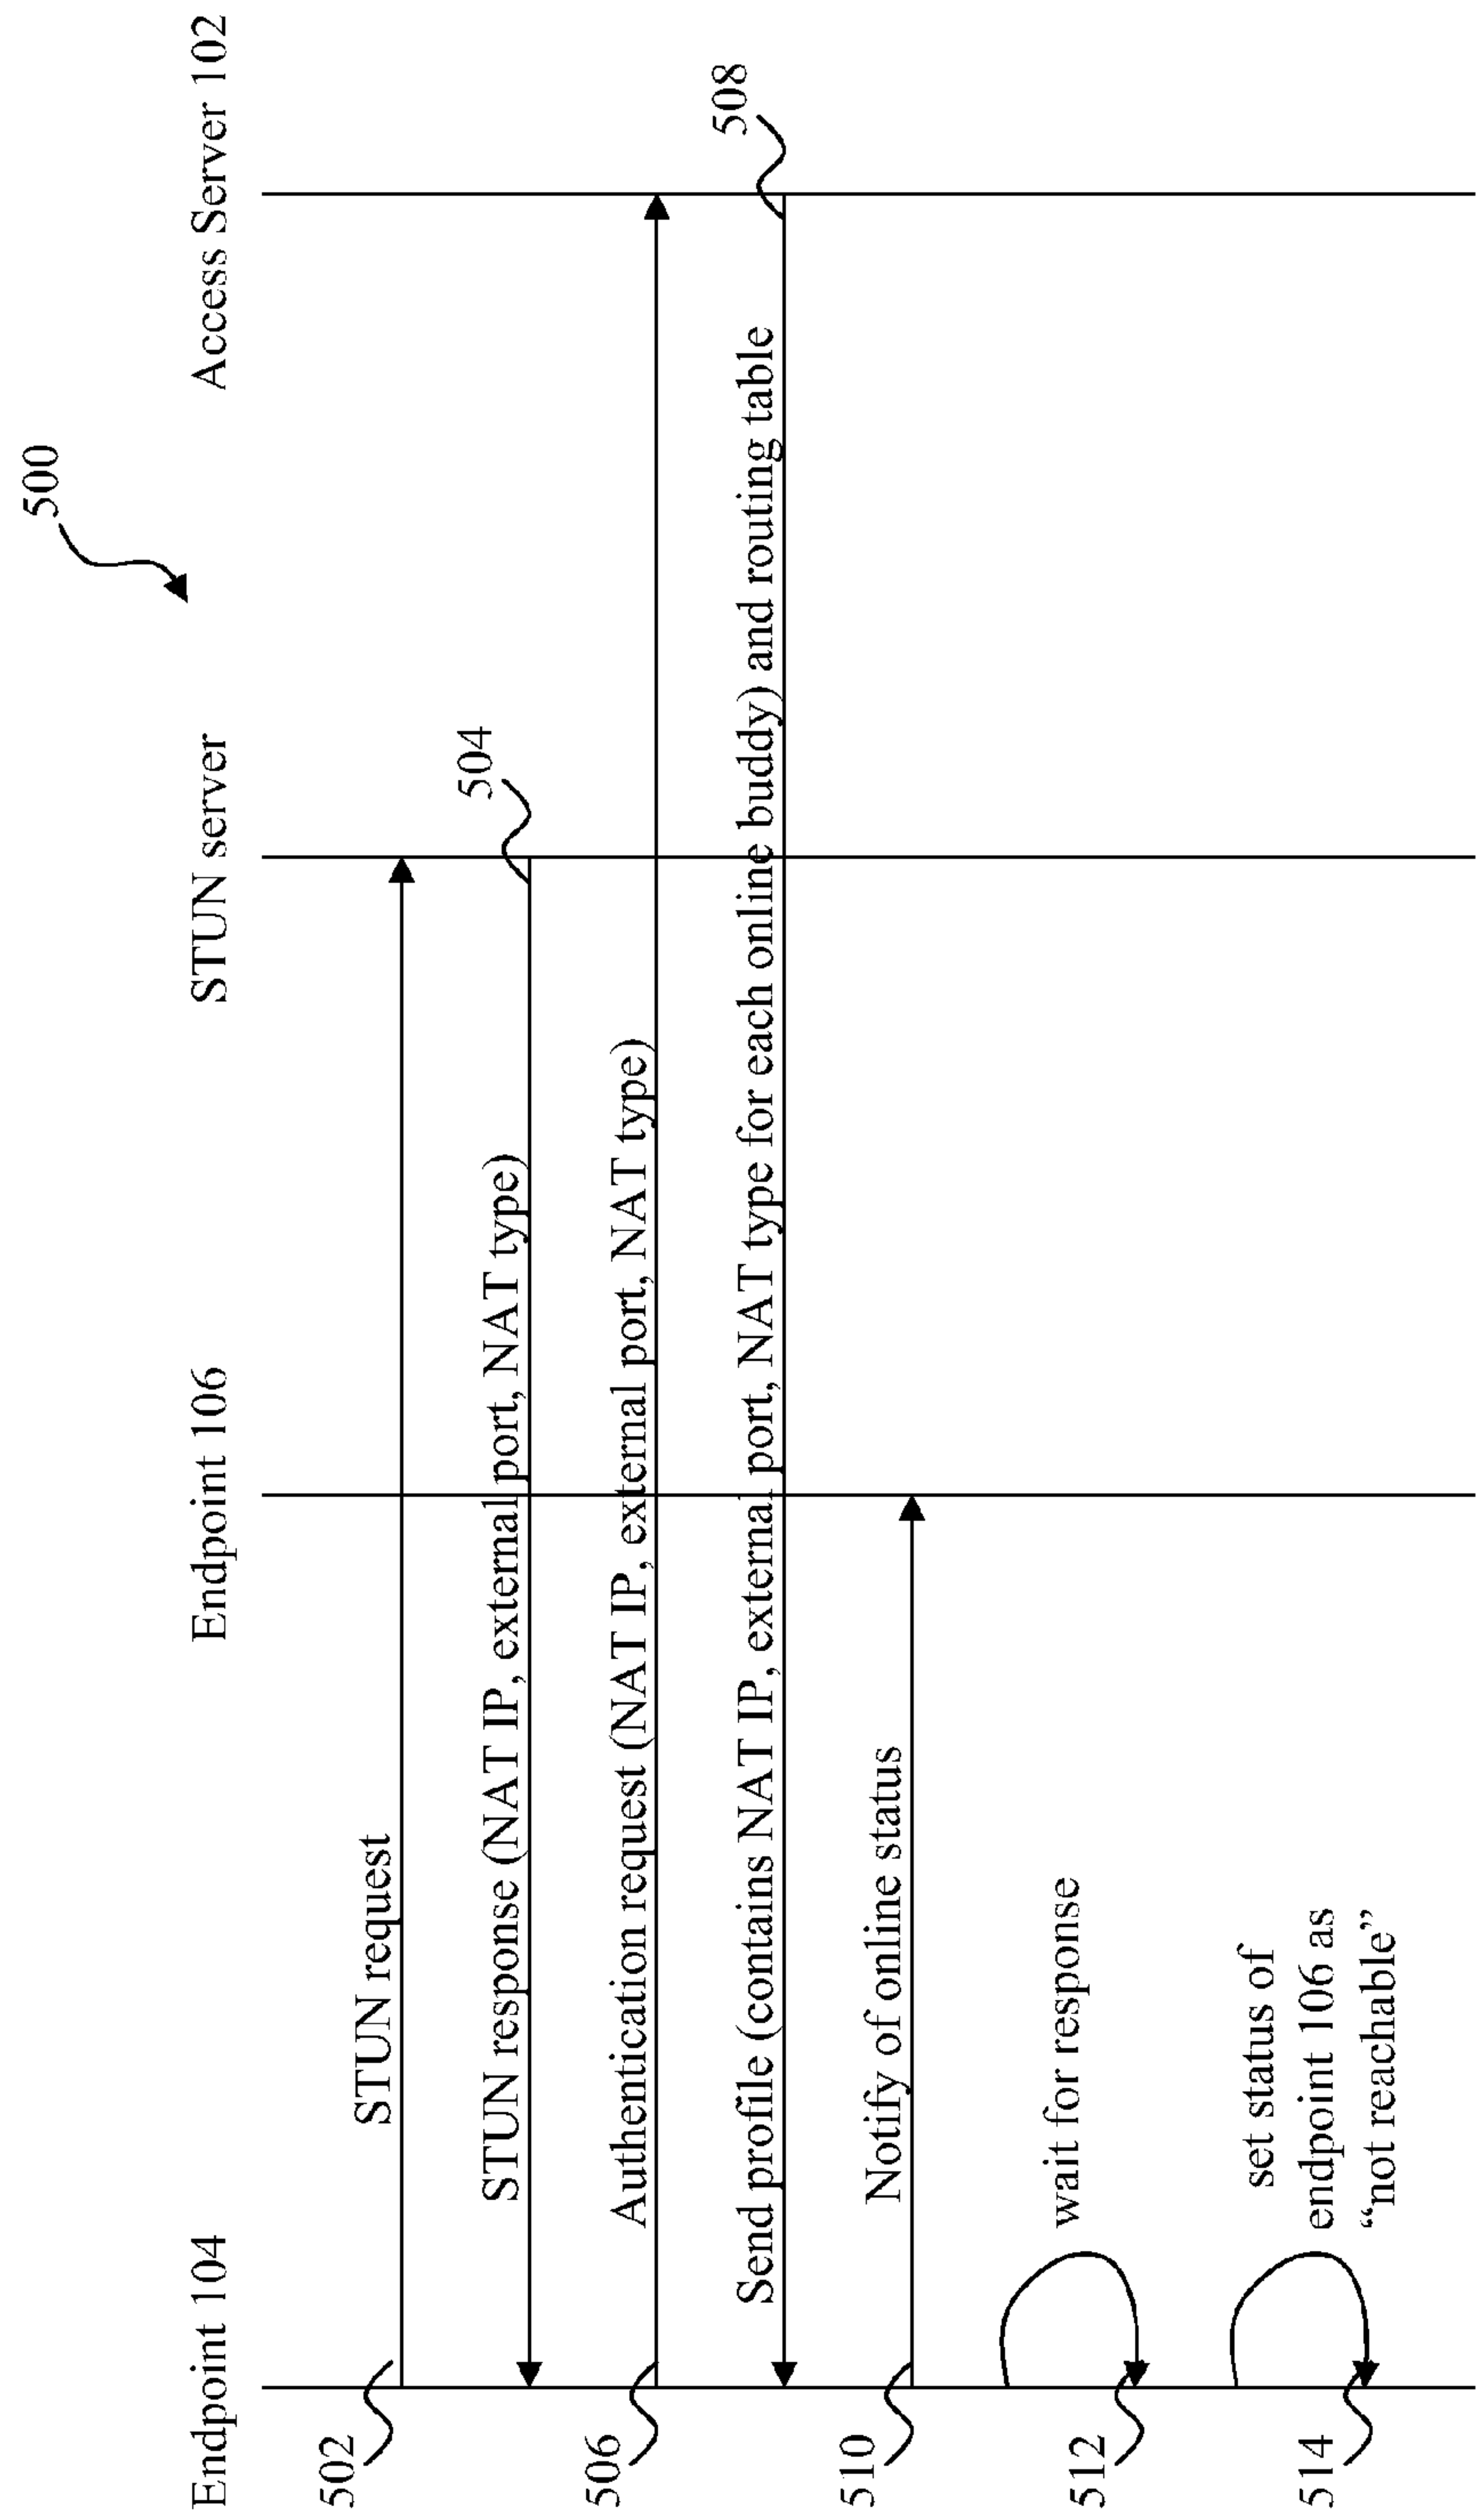 500
Endpoint 104
Endpoint 106
STUN server
Access Server 102
502
STUN request
504
STUN response (NAT IP, external port, NAT type)
506
Authentication request (NAT IP, external port, NAT type)
508
Send profile (contains NAT IP, external port, NAT type for each online buddy) and routing table
510
Notify of online status
512
wait for response
514
set status of
endpoint 106 as
“not reachable”